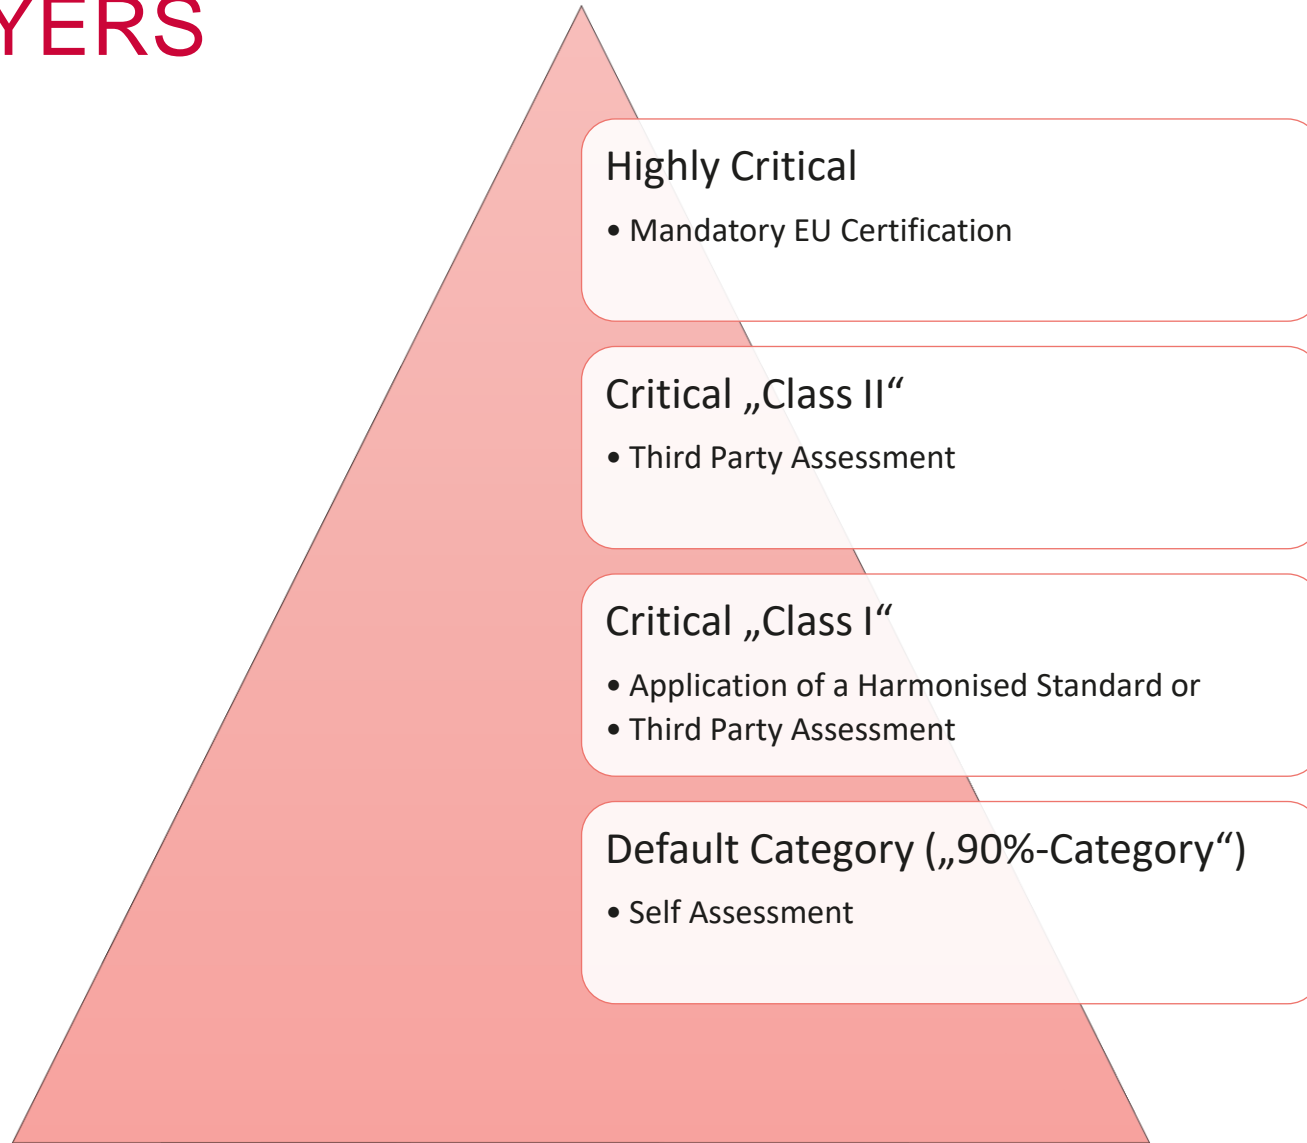 YERS
Highly Critical
• Mandatory EU Certification
Critical „Class II“
• Third Party Assessment
Critical „Class I“
• Application of a Harmonised Standard or
• Third Party Assessment
Default Category („90%-Category“)
• Self Assessment